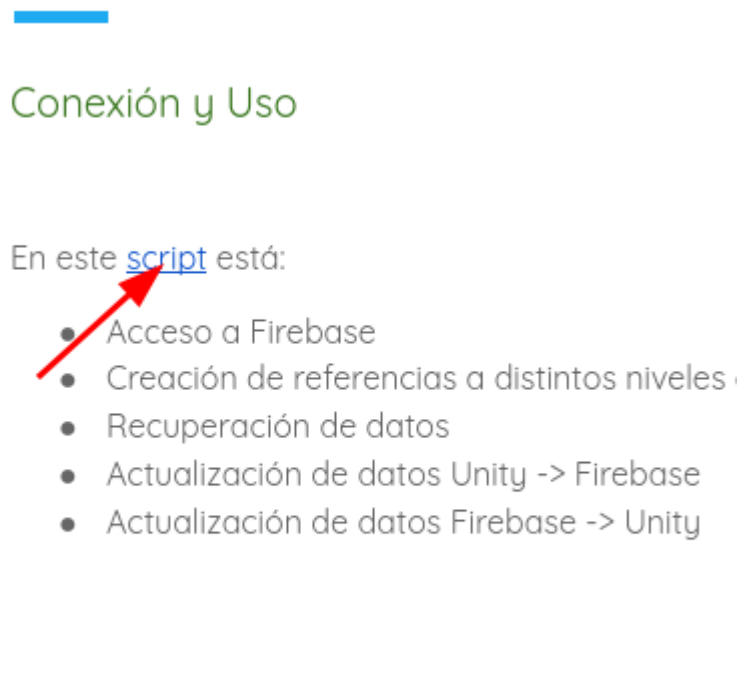 Conexión y Uso
En este script está:
● Acceso a Firebase
● Creación de referencias a distintos niveles
● Recuperación de datos
● Actualización de datos Unity -> Firebase
● Actualización de datos Firebase -> Unity